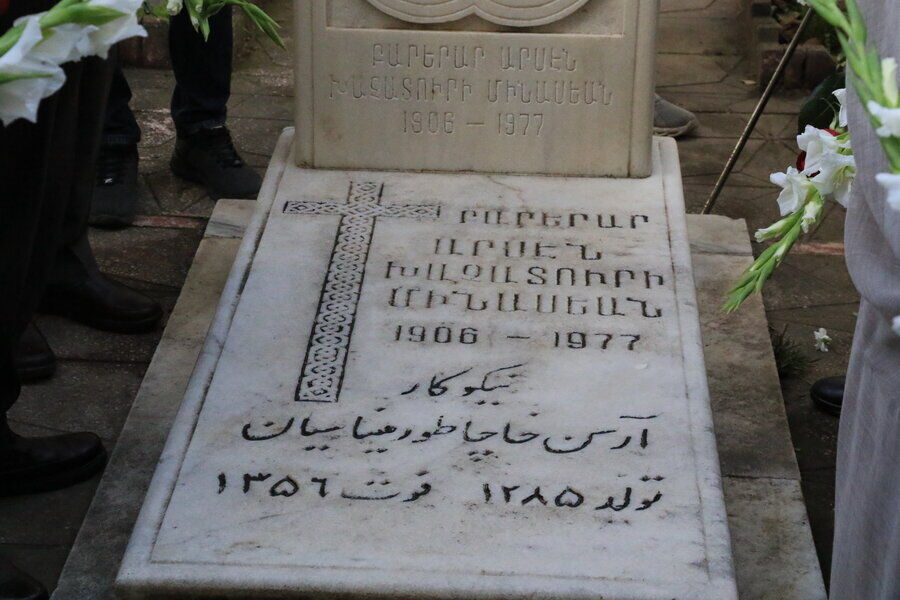 ԲԱՐԵՐԱՐ ԱՐՍԷՆ
ԽԱՉԱՏՈՒՐԻ ՄԻՆԱՍԵԱՆ
1906 — 1977
ԲԱՐԵՐԱՐ
ԱՐՍԷՆ
ԽԱՉԱՏՈՒՐԻ
ՄԻՆԱՍԵԱՆ
1906 — 1977
نیکوکار
آرسن خاچاطور میناسیان
تولد ۱۲۸۵ فوت ۱۳۵۶